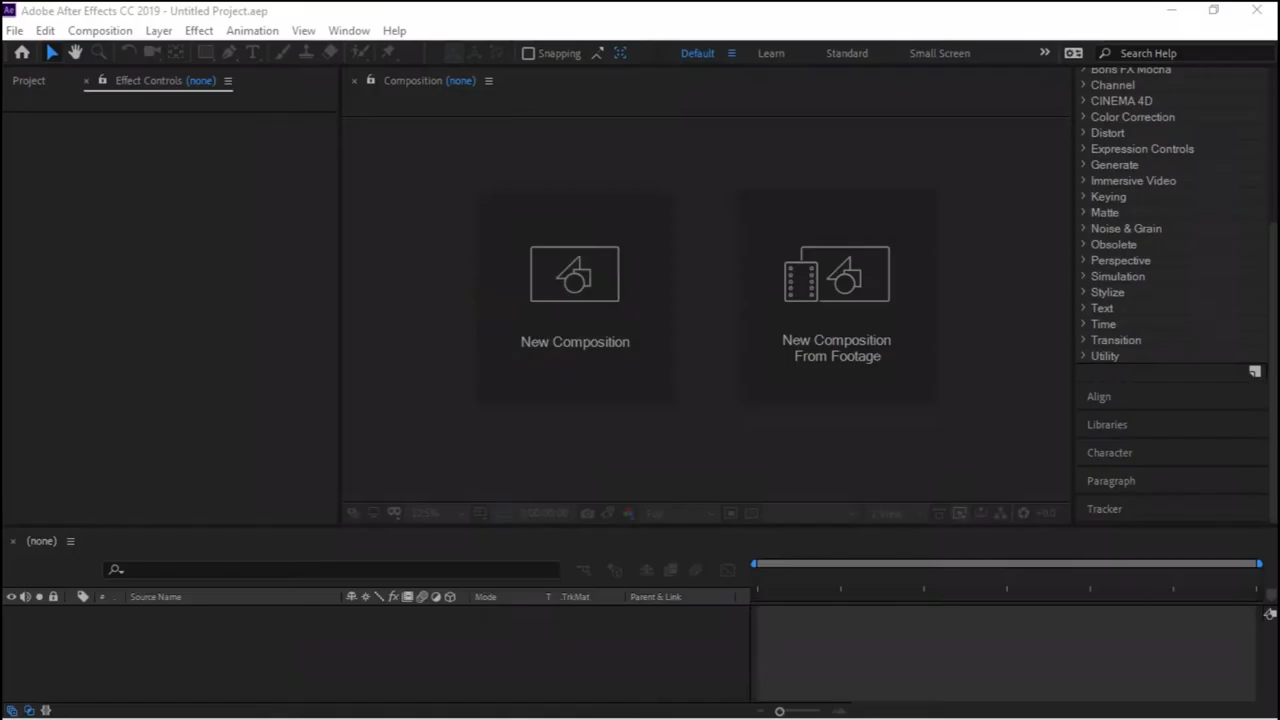 Ae Adobe After Effects CC 2019 - Untitled Project.aep
File Edit Composition Layer Effect Animation View Window Help
Snapping Default Learn Standard Small Screen Search Help
Project Effect Controls (none) Composition (none)
Boris FX Mocha
Channel
CINEMA 4D
Color Correction
Distort
Expression Controls
Generate
Immersive Video
Keying
Matte
Noise & Grain
Obsolete
Perspective
Simulation
Stylize
Text
Time
Transition
Utility
New Composition
New Composition
From Footage
Align
Libraries
Character
Paragraph
Tracker
(none)
# Source Name fx Mode T .TrkMat Parent & Link